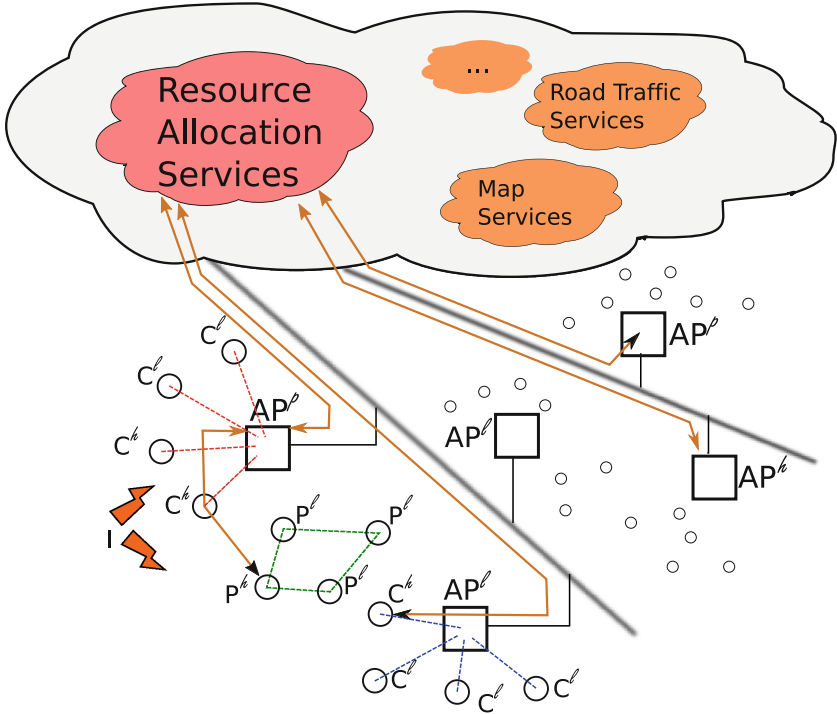 ...
Resource
Allocation
Services
Road Traffic
Services
Map
Services
C^l
AP^p
C^l
AP^p
C^h
AP^l
AP^h
C^h
I
P^l
P^l
P^h
P^l
C^h
AP^l
C^l
C^l
C^l